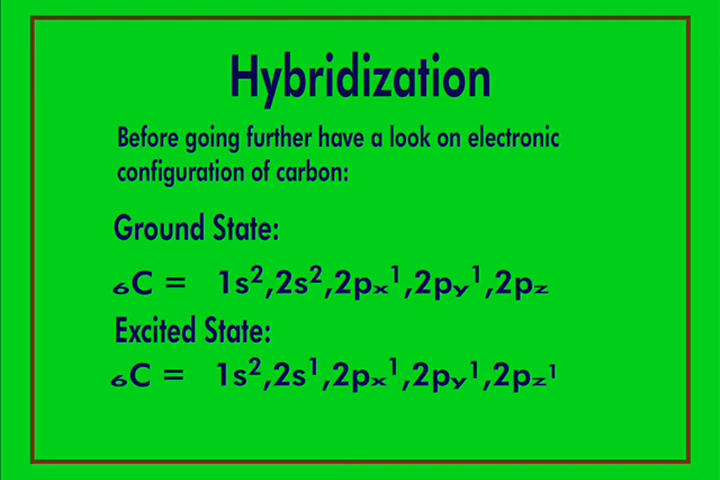 Hybridization
Before going further have a look on electronic
configuration of carbon:
Ground State:
₆C = 1s²,2s²,2pₓ¹,2pᵧ¹,2p_z
Excited State:
₆C = 1s²,2s¹,2pₓ¹,2pᵧ¹,2p_z¹